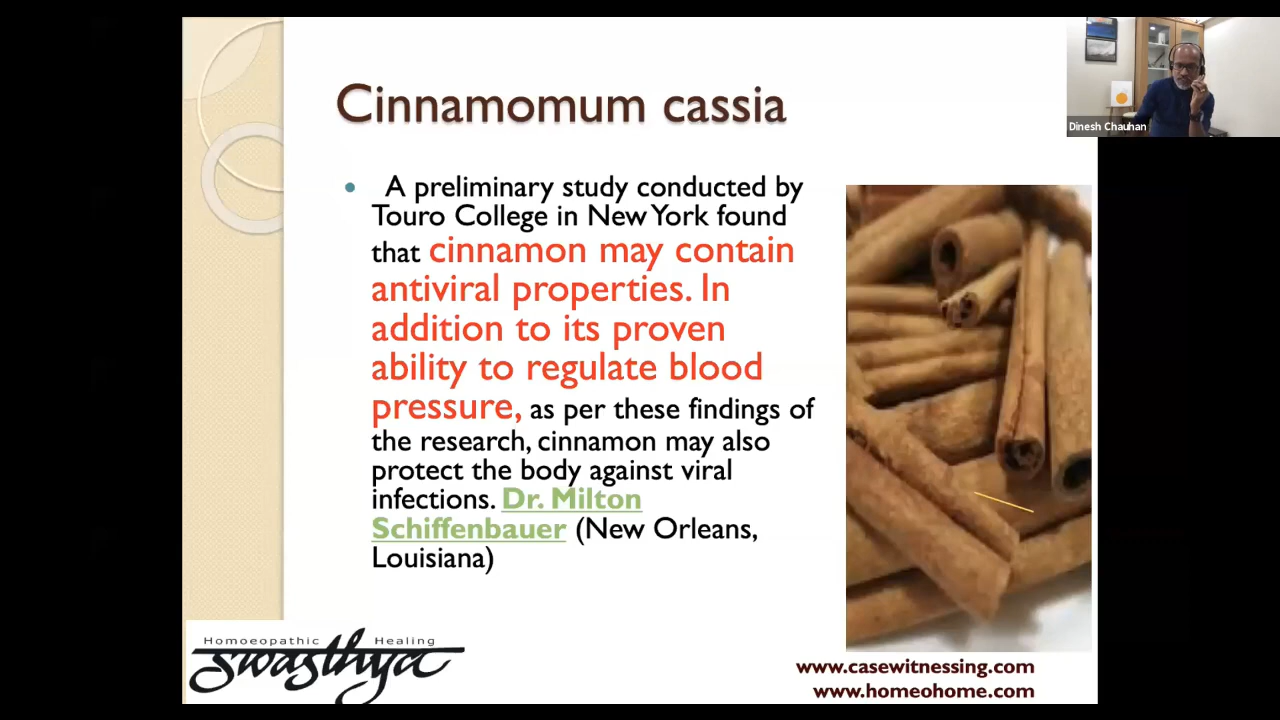 Cinnamomum cassia
Dinesh Chauhan
• A preliminary study conducted by
Touro College in New York found
that cinnamon may contain
antiviral properties. In
addition to its proven
ability to regulate blood
pressure, as per these findings of
the research, cinnamon may also
protect the body against viral
infections. Dr. Milton
Schiffenbauer (New Orleans,
Louisiana)
Homoeopathic Healing
Swasthya
www.casewitnessing.com
www.homeohome.com